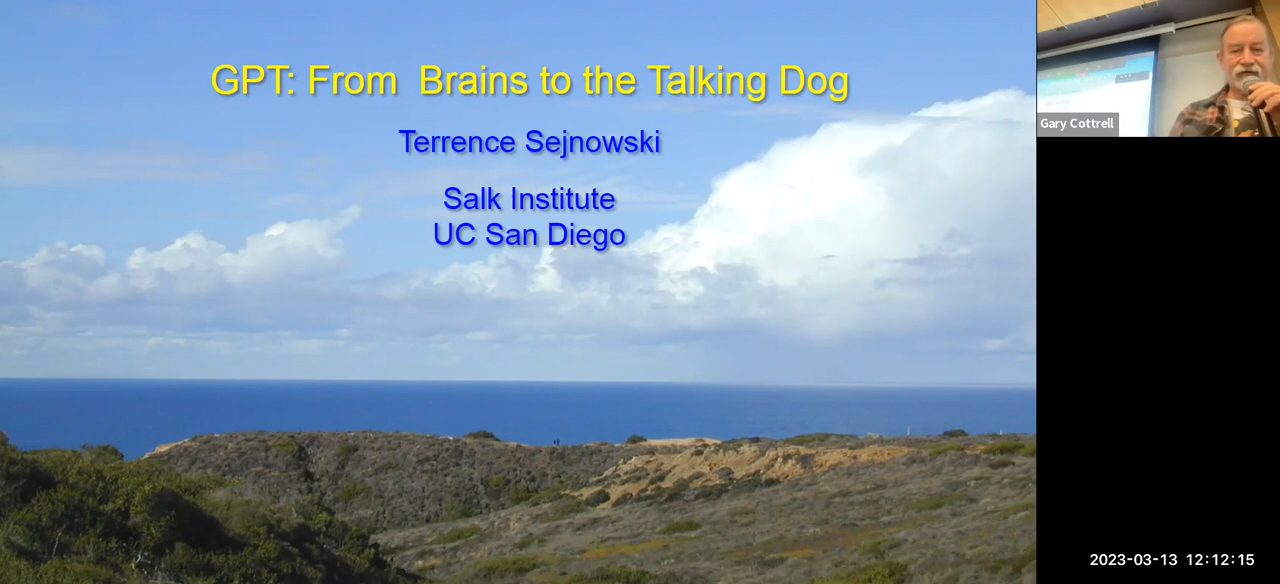 GPT: From  Brains to the Talking Dog
Terrence Sejnowski
Salk Institute
UC San Diego
Gary Cottrell
2023-03-13 12:12:15